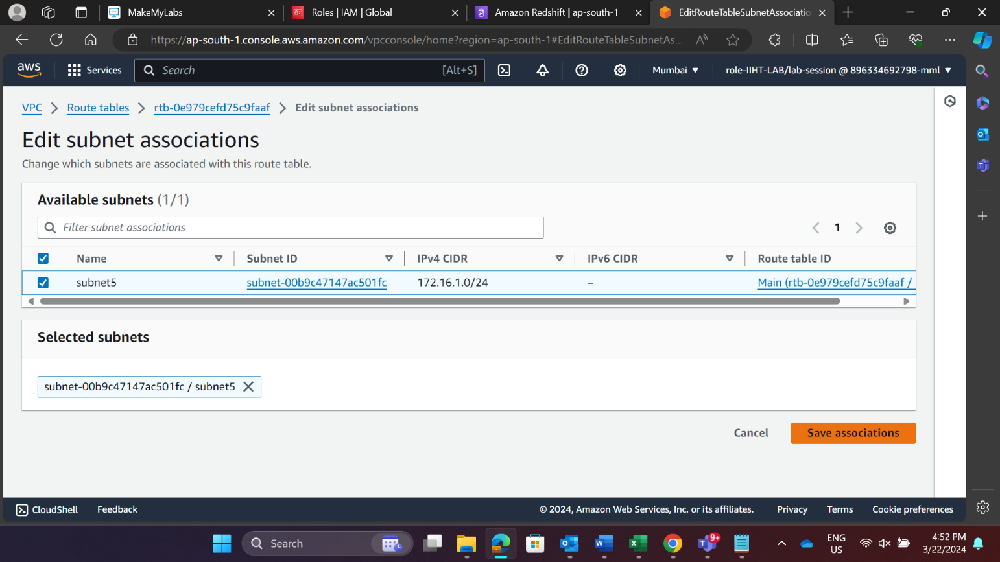 MakeMyLabs
Roles | IAM | Global
Amazon Redshift | ap-south-1
EditRouteTableSubnetAssociatio
https://ap-south-1.console.aws.amazon.com/vpcconsole/home?region=ap-south-1#EditRouteTableSubnetAs...
aws
Services
Search
[Alt+S]
Mumbai
role-IIHT-LAB/lab-session @ 896334692798-mml
VPC > Route tables > rtb-0e979cefd75c9faaf > Edit subnet associations
Edit subnet associations
Change which subnets are associated with this route table.
Available subnets (1/1)
Filter subnet associations
1
Name
Subnet ID
IPv4 CIDR
IPv6 CIDR
Route table ID
subnet5
subnet-00b9c47147ac501fc
172.16.1.0/24
–
Main (rtb-0e979cefd75c9faaf /
Selected subnets
subnet-00b9c47147ac501fc / subnet5
Cancel
Save associations
CloudShell
Feedback
© 2024, Amazon Web Services, Inc. or its affiliates.
Privacy
Terms
Cookie preferences
Search
9+
ENG
US
4:52 PM
3/22/2024